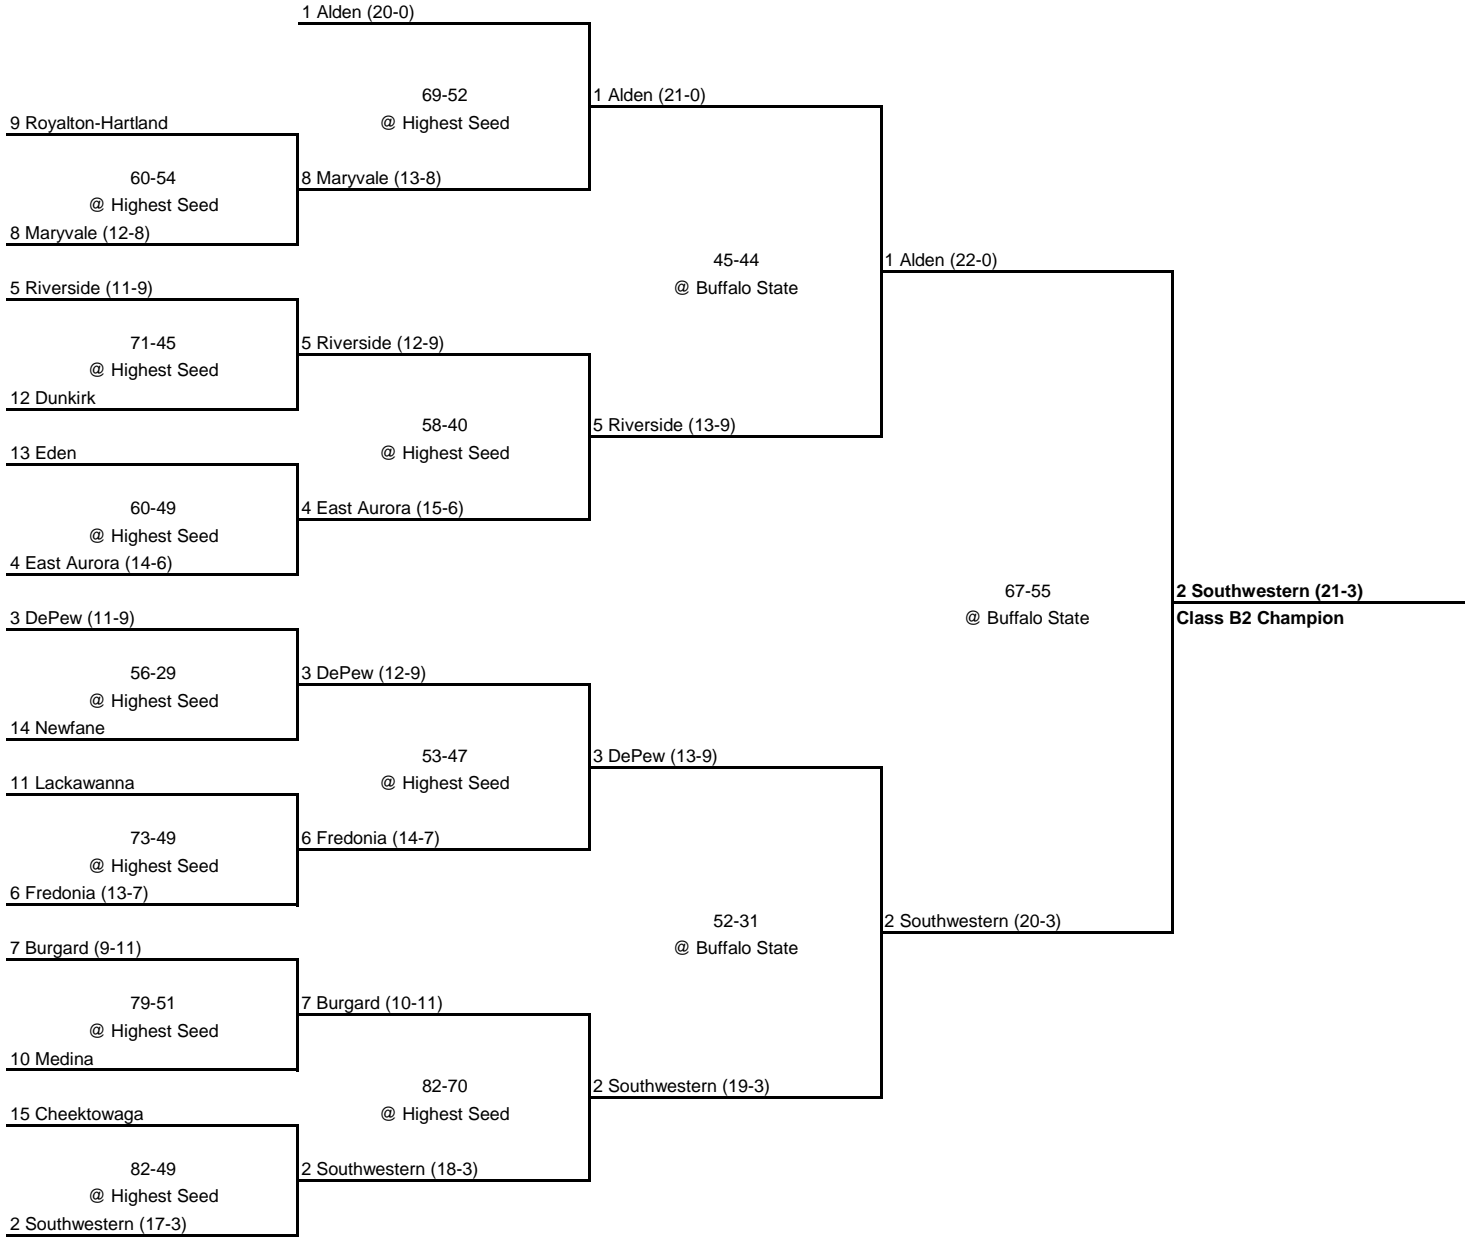 1 Alden (20-0)
69-52
@ Highest Seed
1 Alden (21-0)
9 Royalton-Hartland
60-54
@ Highest Seed
8 Maryvale (13-8)
8 Maryvale (12-8)
45-44
@ Buffalo State
1 Alden (22-0)
5 Riverside (11-9)
71-45
@ Highest Seed
5 Riverside (12-9)
12 Dunkirk
58-40
@ Highest Seed
5 Riverside (13-9)
13 Eden
60-49
@ Highest Seed
4 East Aurora (15-6)
4 East Aurora (14-6)
67-55
@ Buffalo State
2 Southwestern (21-3)
Class B2 Champion
3 DePew (11-9)
56-29
@ Highest Seed
3 DePew (12-9)
14 Newfane
53-47
@ Highest Seed
3 DePew (13-9)
11 Lackawanna
73-49
@ Highest Seed
6 Fredonia (14-7)
6 Fredonia (13-7)
52-31
@ Buffalo State
2 Southwestern (20-3)
7 Burgard (9-11)
79-51
@ Highest Seed
7 Burgard (10-11)
10 Medina
82-70
@ Highest Seed
2 Southwestern (19-3)
15 Cheektowaga
82-49
@ Highest Seed
2 Southwestern (18-3)
2 Southwestern (17-3)